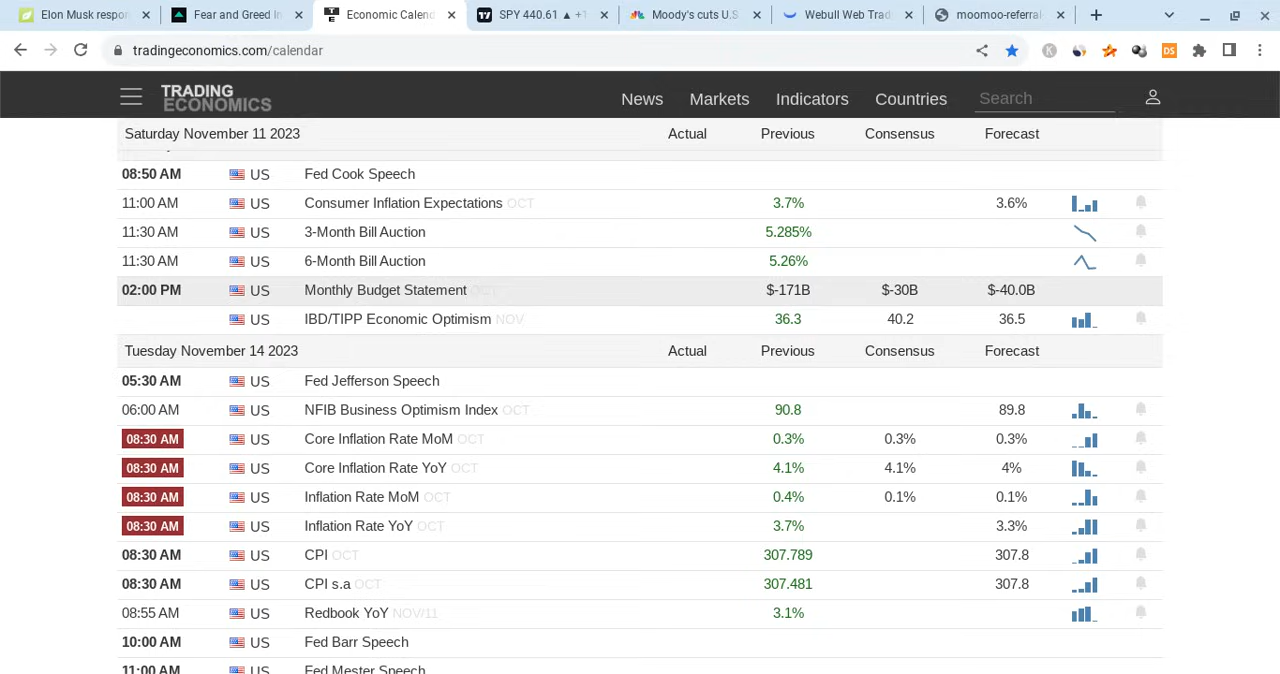 Elon Musk respon
Fear and Greed In
Economic Calend
SPY 440.61 ▲ +1
Moody's cuts U.S
Webull Web Trad
moomoo-referral-
tradingeconomics.com/calendar
K
DS
TRADING
ECONOMICS
News Markets Indicators Countries Search
Saturday November 11 2023 Actual Previous Consensus Forecast
08:50 AM US Fed Cook Speech
11:00 AM US Consumer Inflation Expectations OCT 3.7% 3.6%
11:30 AM US 3-Month Bill Auction 5.285%
11:30 AM US 6-Month Bill Auction 5.26%
02:00 PM US Monthly Budget Statement OCT $-171B $-30B $-40.0B
US IBD/TIPP Economic Optimism NOV 36.3 40.2 36.5
Tuesday November 14 2023 Actual Previous Consensus Forecast
05:30 AM US Fed Jefferson Speech
06:00 AM US NFIB Business Optimism Index OCT 90.8 89.8
08:30 AM US Core Inflation Rate MoM OCT 0.3% 0.3% 0.3%
08:30 AM US Core Inflation Rate YoY OCT 4.1% 4.1% 4%
08:30 AM US Inflation Rate MoM OCT 0.4% 0.1% 0.1%
08:30 AM US Inflation Rate YoY OCT 3.7% 3.3%
08:30 AM US CPI OCT 307.789 307.8
08:30 AM US CPI s.a OCT 307.481 307.8
08:55 AM US Redbook YoY NOV/11 3.1%
10:00 AM US Fed Barr Speech
11:00 AM US Fed Mester Speech